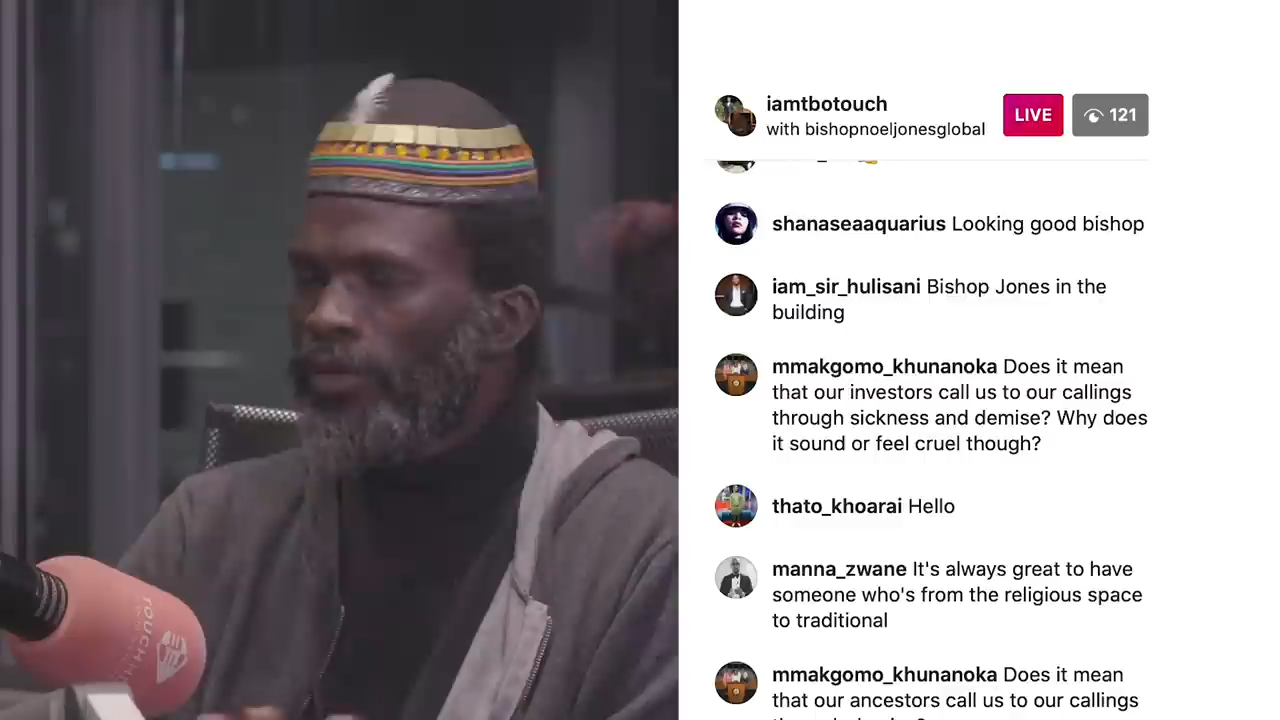 iamtbotouch
with bishopnoeljonesglobal
LIVE
121
shanaseaaquarius Looking good bishop
iam_sir_hulisani Bishop Jones in the
building
mmakgomo_khunanoka Does it mean
that our investors call us to our callings
through sickness and demise? Why does
it sound or feel cruel though?
thato_khoarai Hello
manna_zwane It's always great to have
someone who's from the religious space
to traditional
mmakgomo_khunanoka Does it mean
that our ancestors call us to our callings
TOUCH